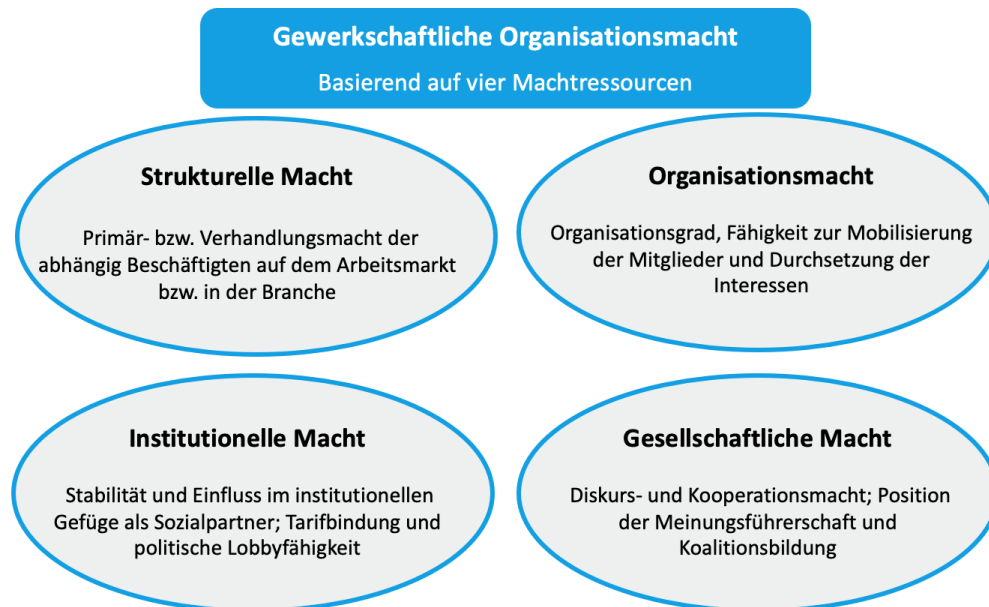 Gewerkschaftliche Organisationsmacht
Basierend auf vier Machtressourcen
Strukturelle Macht
Primär- bzw. Verhandlungsmacht der
abhängig Beschäftigten auf dem Arbeitsmarkt
bzw. in der Branche
Organisationsmacht
Organisationsgrad, Fähigkeit zur Mobilisierung
der Mitglieder und Durchsetzung der
Interessen
Institutionelle Macht
Stabilität und Einfluss im institutionellen
Gefüge als Sozialpartner; Tarifbindung und
politische Lobbyfähigkeit
Gesellschaftliche Macht
Diskurs- und Kooperationsmacht; Position
der Meinungsführerschaft und
Koalitionsbildung